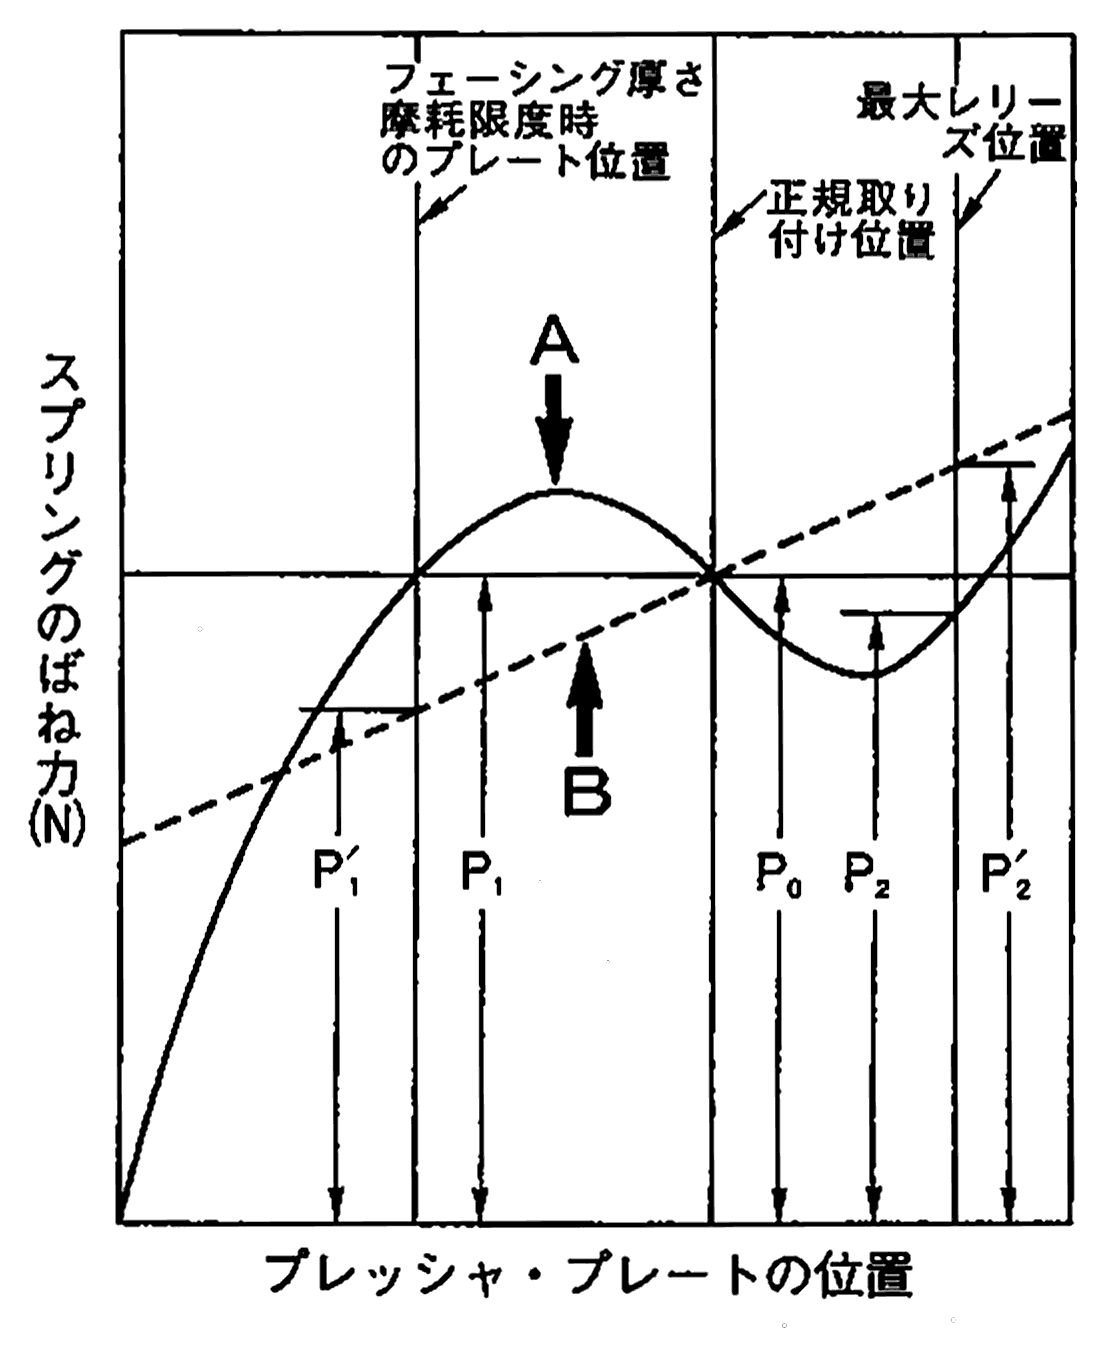 フェーシング厚さ
摩耗限度時
のプレート位置
最大レリー
ズ位置
正規取り
付け位置
A
スプリングのばね力(N)
B
P′₁
P₁
P₀
P₂
P′₂
プレッシャ・プレートの位置